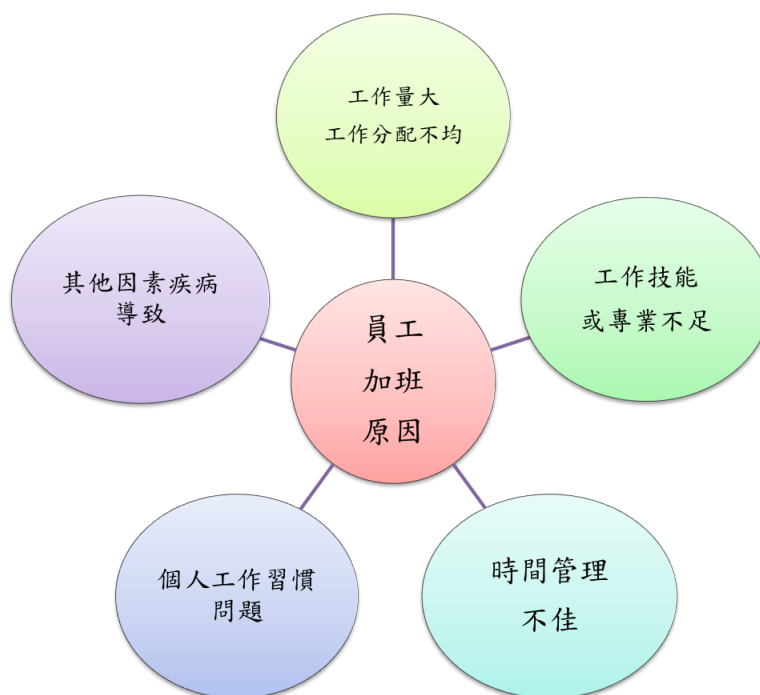 工作量大
工作分配不均
工作技能
或專業不足
時間管理
不佳
個人工作習慣
問題
其他因素疾病
導致
員工
加班
原因